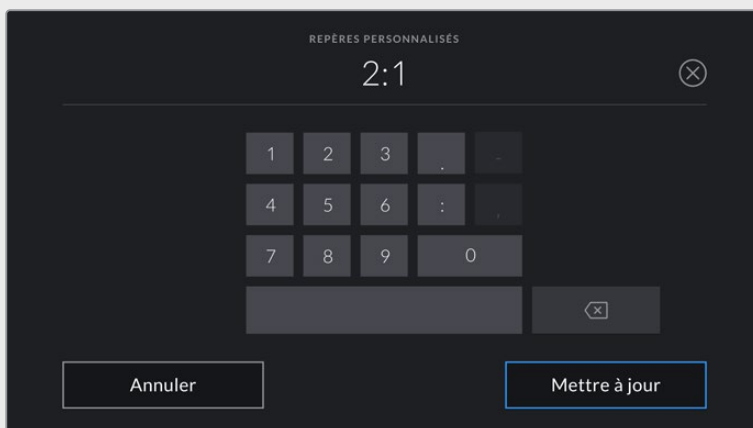 REPÈRES PERSONNALISÉS
2:1
1 2 3 . -
4 5 6 : ,
7 8 9 0
Annuler Mettre à jour